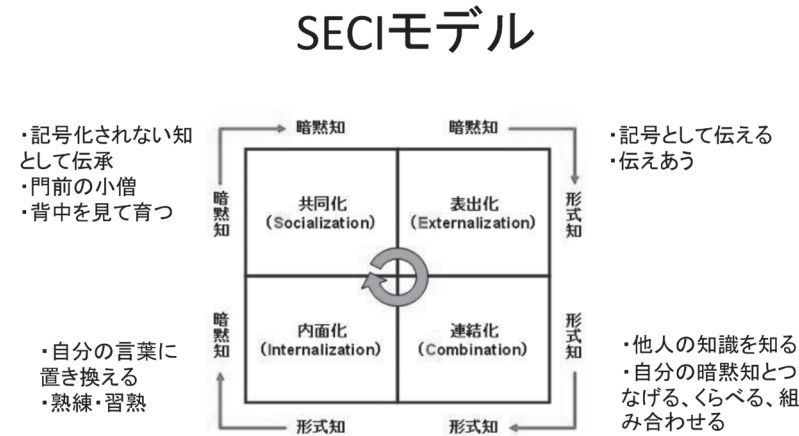 SECIモデル
・記号化されない知
として伝承
・門前の小僧
・背中を見て育つ
暗黙知
暗黙知
暗黙知
共同化
(Socialization)
表出化
(Externalization)
形式知
・記号として伝える
・伝えあう
暗黙知
内面化
(Internalization)
連結化
(Combination)
形式知
形式知
形式知
・自分の言葉に
置き換える
・熟練・習熟
・他人の知識を知る
・自分の暗黙知とつ
なげる、くらべる、組
み合わせる